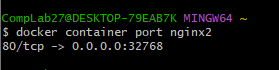 CompLab27@DESKTOP-79EAB7K MINGW64 ~
$ docker container port nginx2
80/tcp -> 0.0.0.0:32768